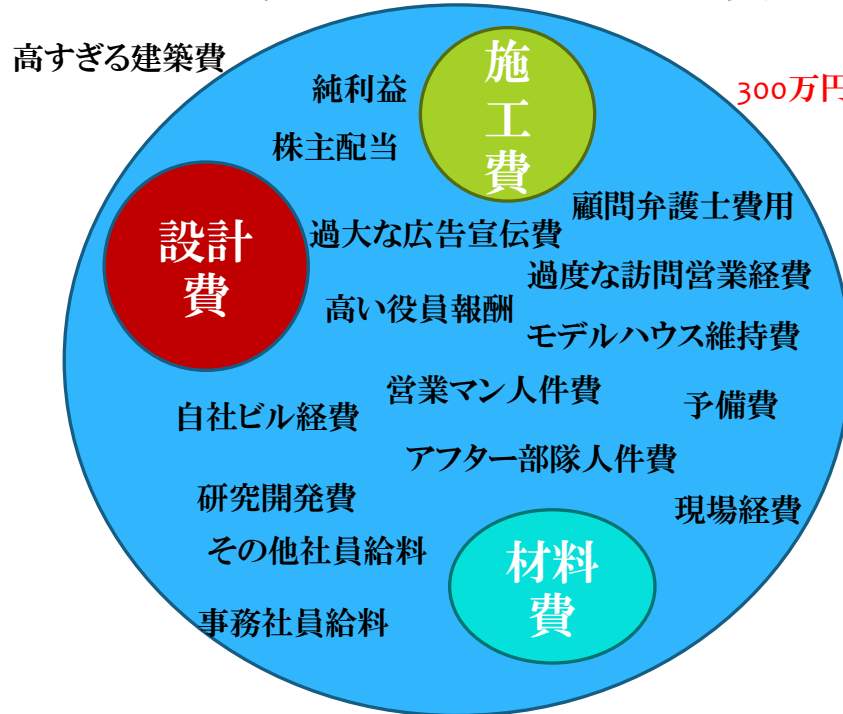 高すぎる建築費
純利益
施
工
費
300万円
株主配当
顧問弁護士費用
設計
費
過大な広告宣伝費
過度な訪問営業経費
高い役員報酬
モデルハウス維持費
営業マン人件費
予備費
自社ビル経費
アフター部隊人件費
研究開発費
現場経費
その他社員給料
材料
費
事務社員給料